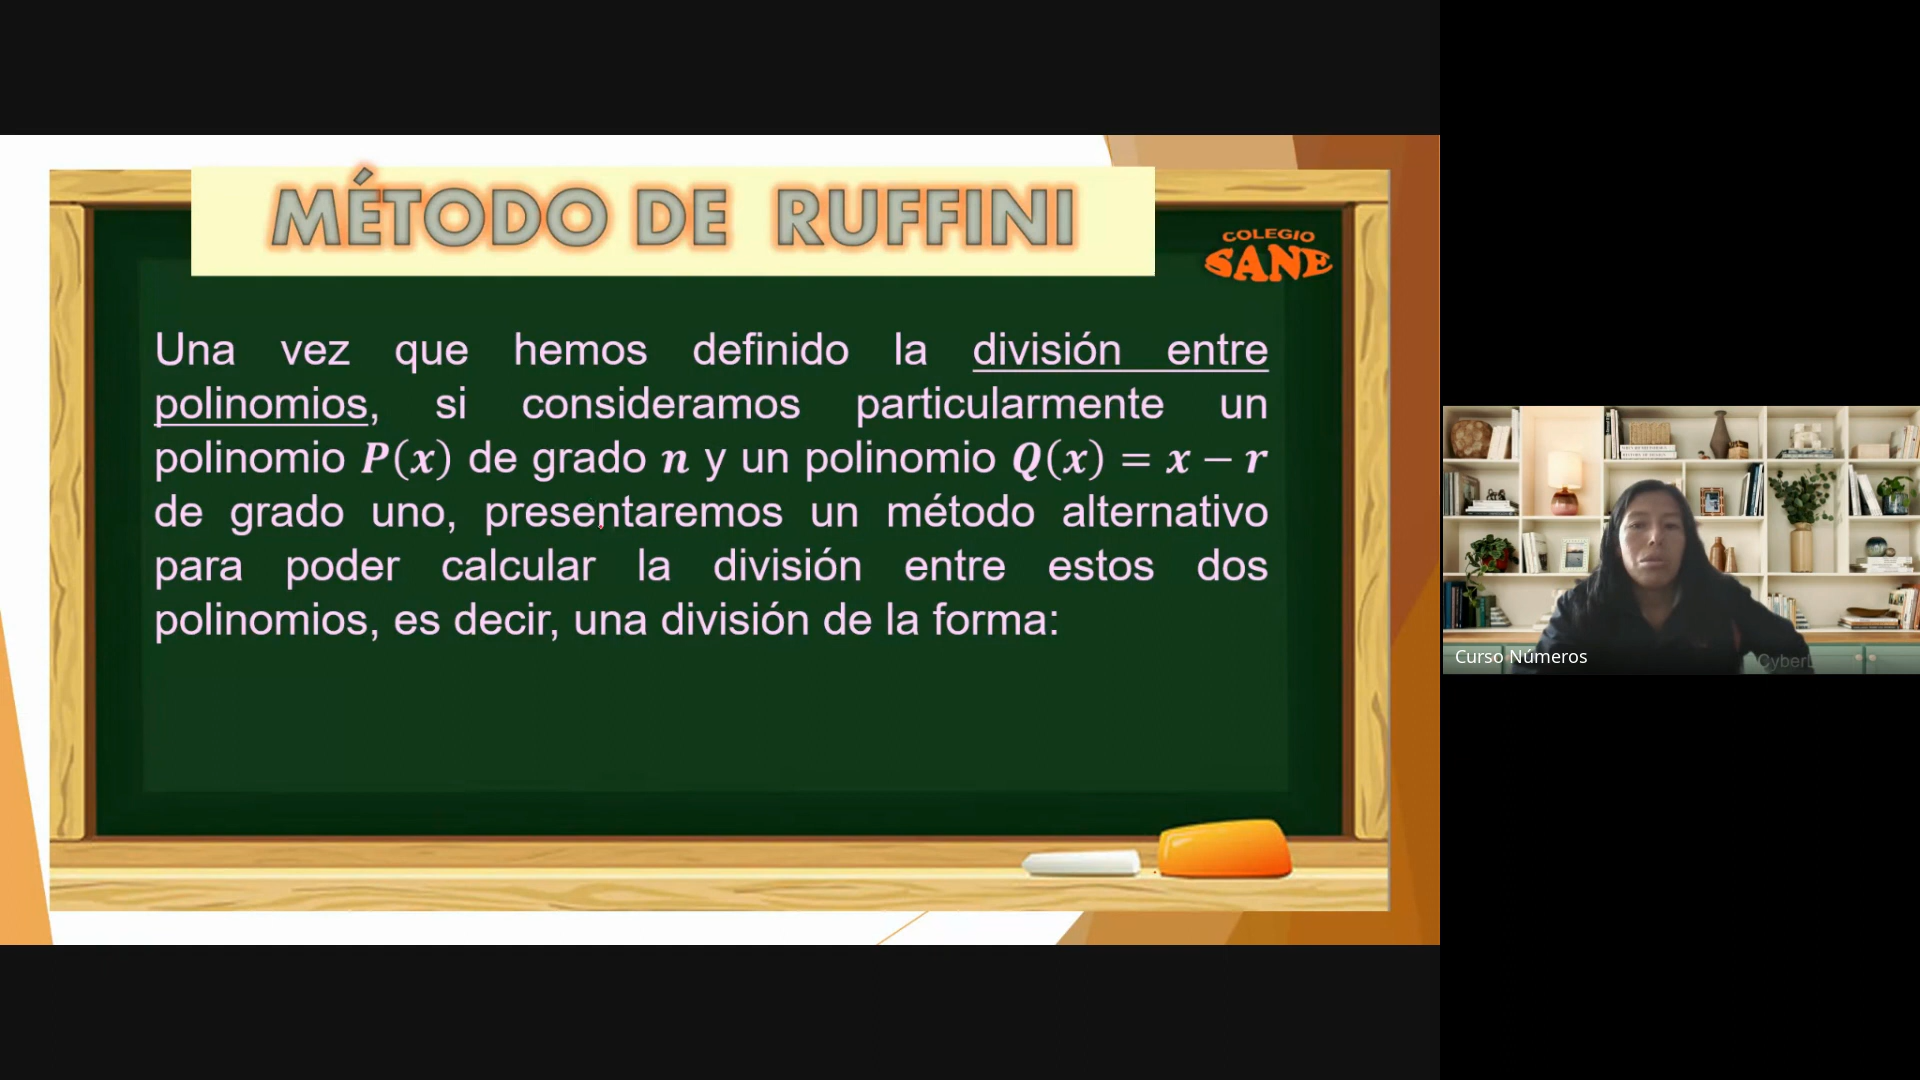 MÉTODO DE RUFFINI
COLEGIO
SANE
Una vez que hemos definido la división entre
polinomios, si consideramos particularmente un
polinomio P(x) de grado n y un polinomio Q(x) = x − r
de grado uno, presentaremos un método alternativo
para poder calcular la división entre estos dos
polinomios, es decir, una división de la forma:
Curso Números